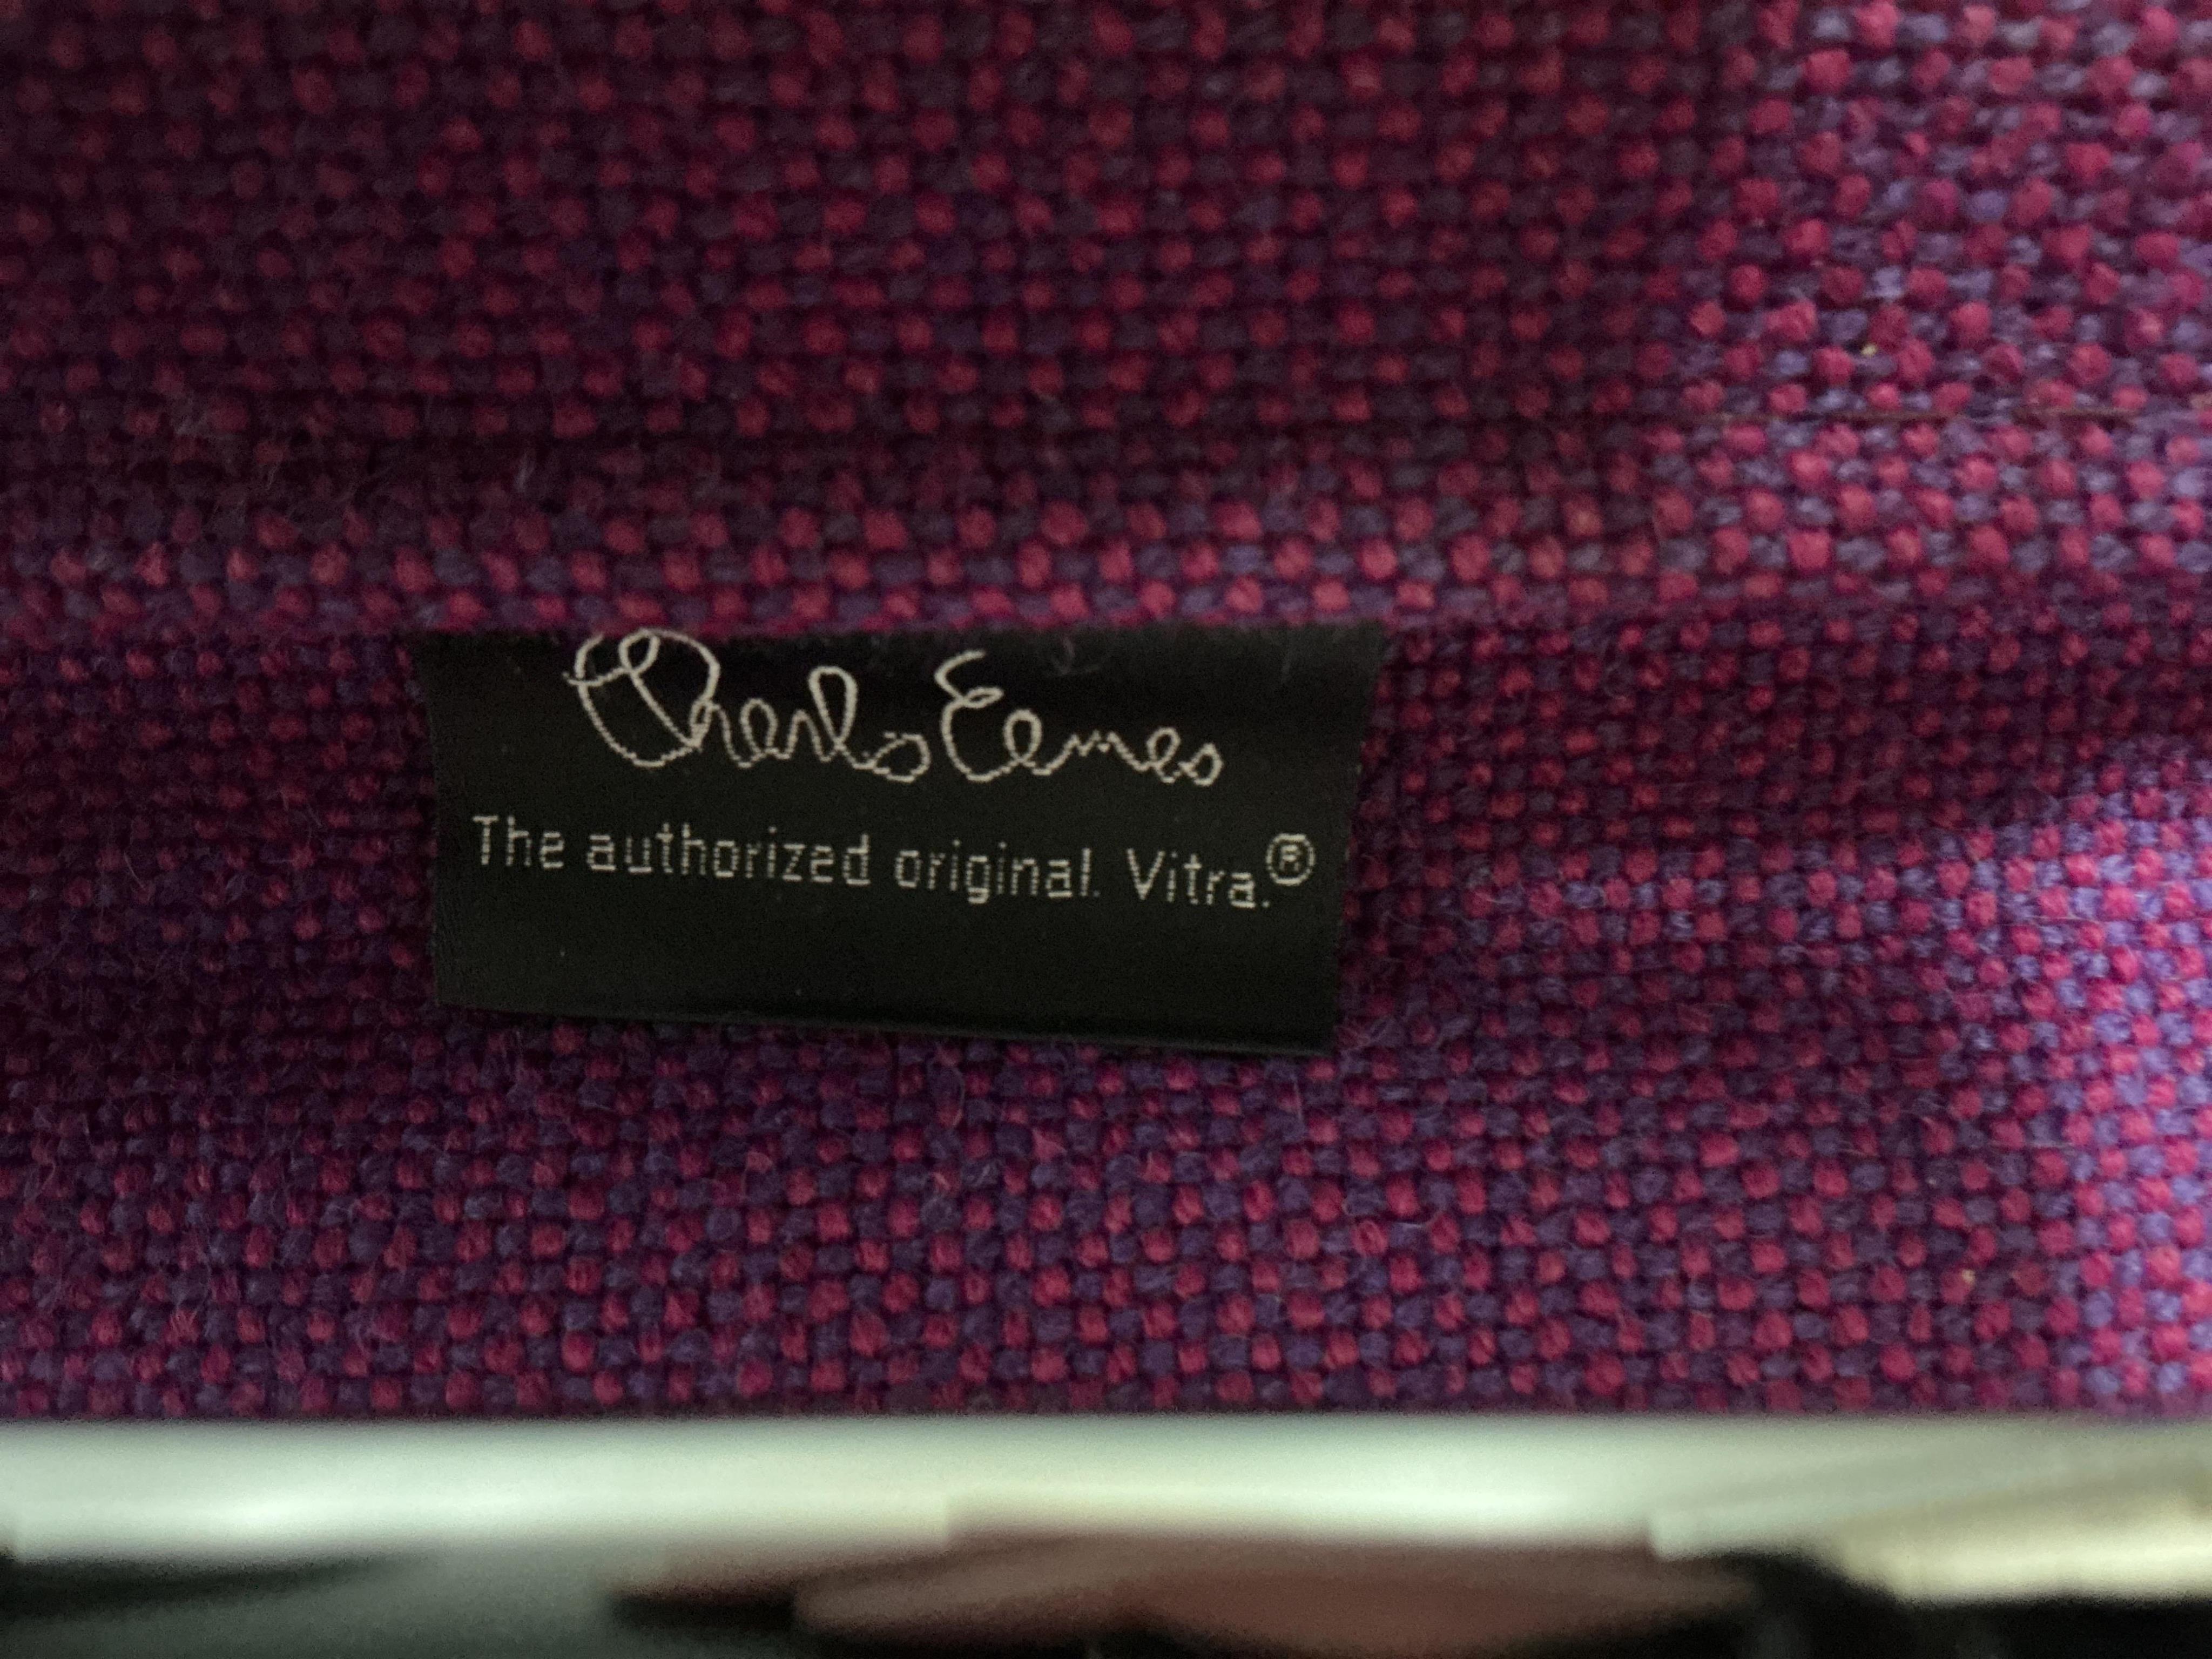 Charles Eames
The authorized original. Vitra.®